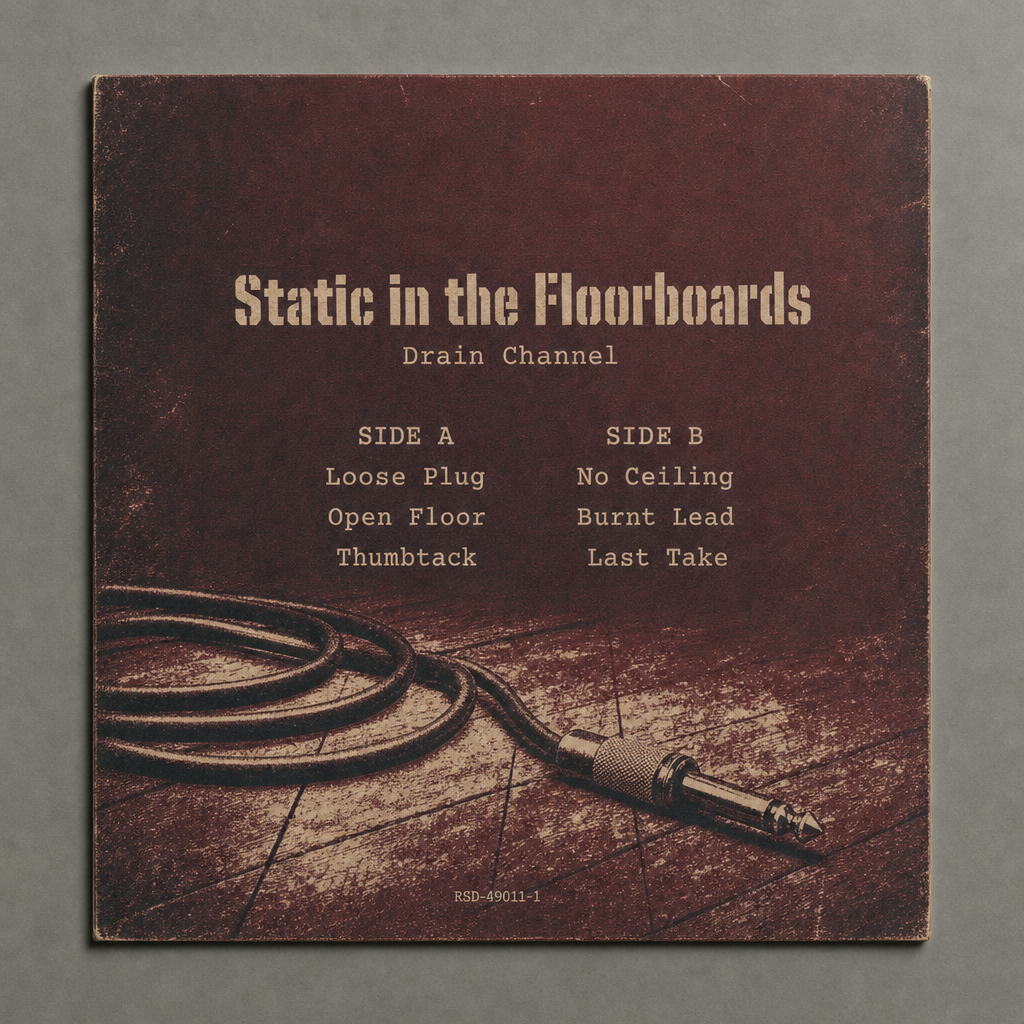 Static in the Floorboards
Drain Channel
SIDE A
Loose Plug
Open Floor
Thumbtack
SIDE B
No Ceiling
Burnt Lead
Last Take
RSD-49011-1